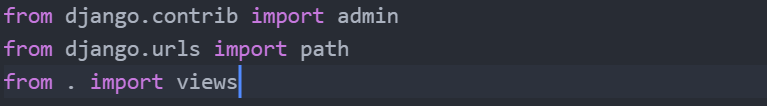 from django.contrib import admin
from django.urls import path
from . import views